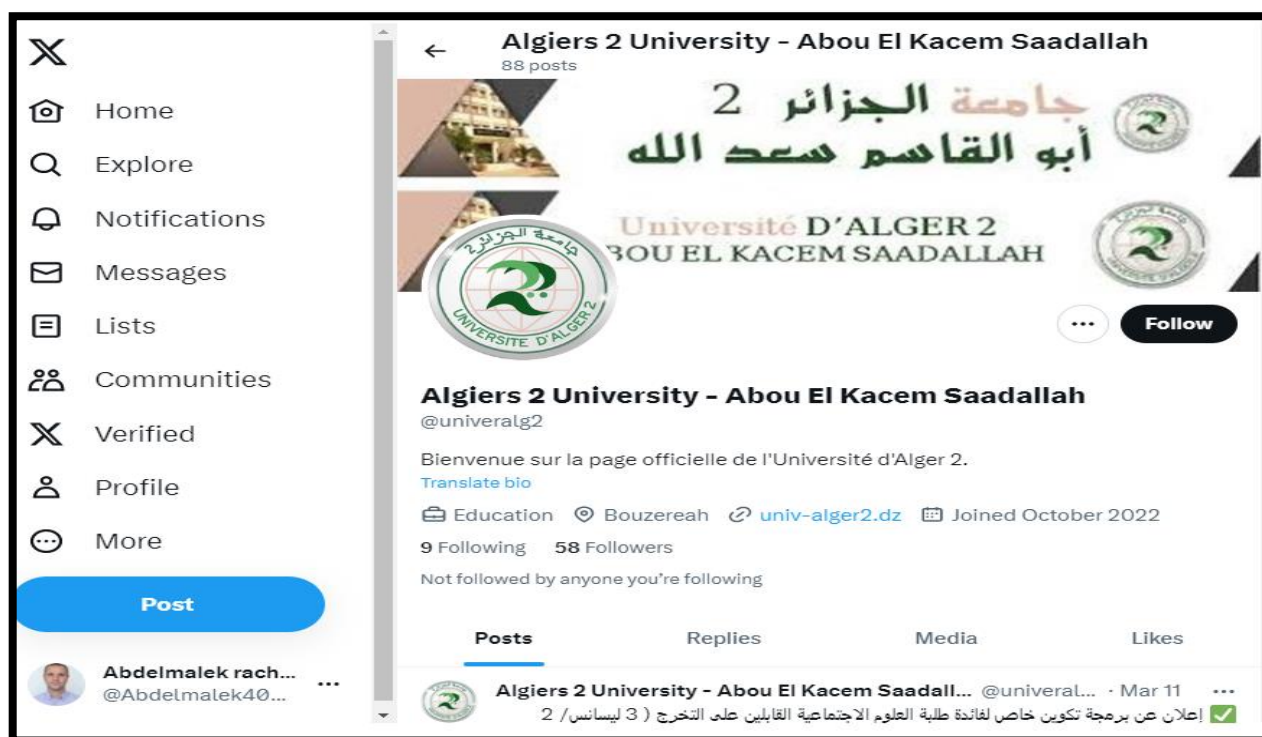 Home
Explore
Notifications
Messages
Lists
Communities
Verified
Profile
More
Post
Abdelmalek rach...
@Abdelmalek40...
Algiers 2 University - Abou El Kacem Saadallah
88 posts
جامعة الجزائر 2
أبو القاسم سعد الله
Université D'ALGER 2
BOU EL KACEM SAADALLAH
جامعة الجزائر 2
UNIVERSITE D'ALGER 2
Follow
Algiers 2 University - Abou El Kacem Saadallah
@univeralg2
Bienvenue sur la page officielle de l'Université d'Alger 2.
Translate bio
Education Bouzereah univ-alger2.dz Joined October 2022
9 Following 58 Followers
Not followed by anyone you're following
Posts Replies Media Likes
Algiers 2 University - Abou El Kacem Saadall... @univeral... · Mar 11
إعلان عن برمجة تكوين خاص لفائدة طلبة العلوم الاجتماعية القابلين على التخرج ( 3 ليسانس/ 2